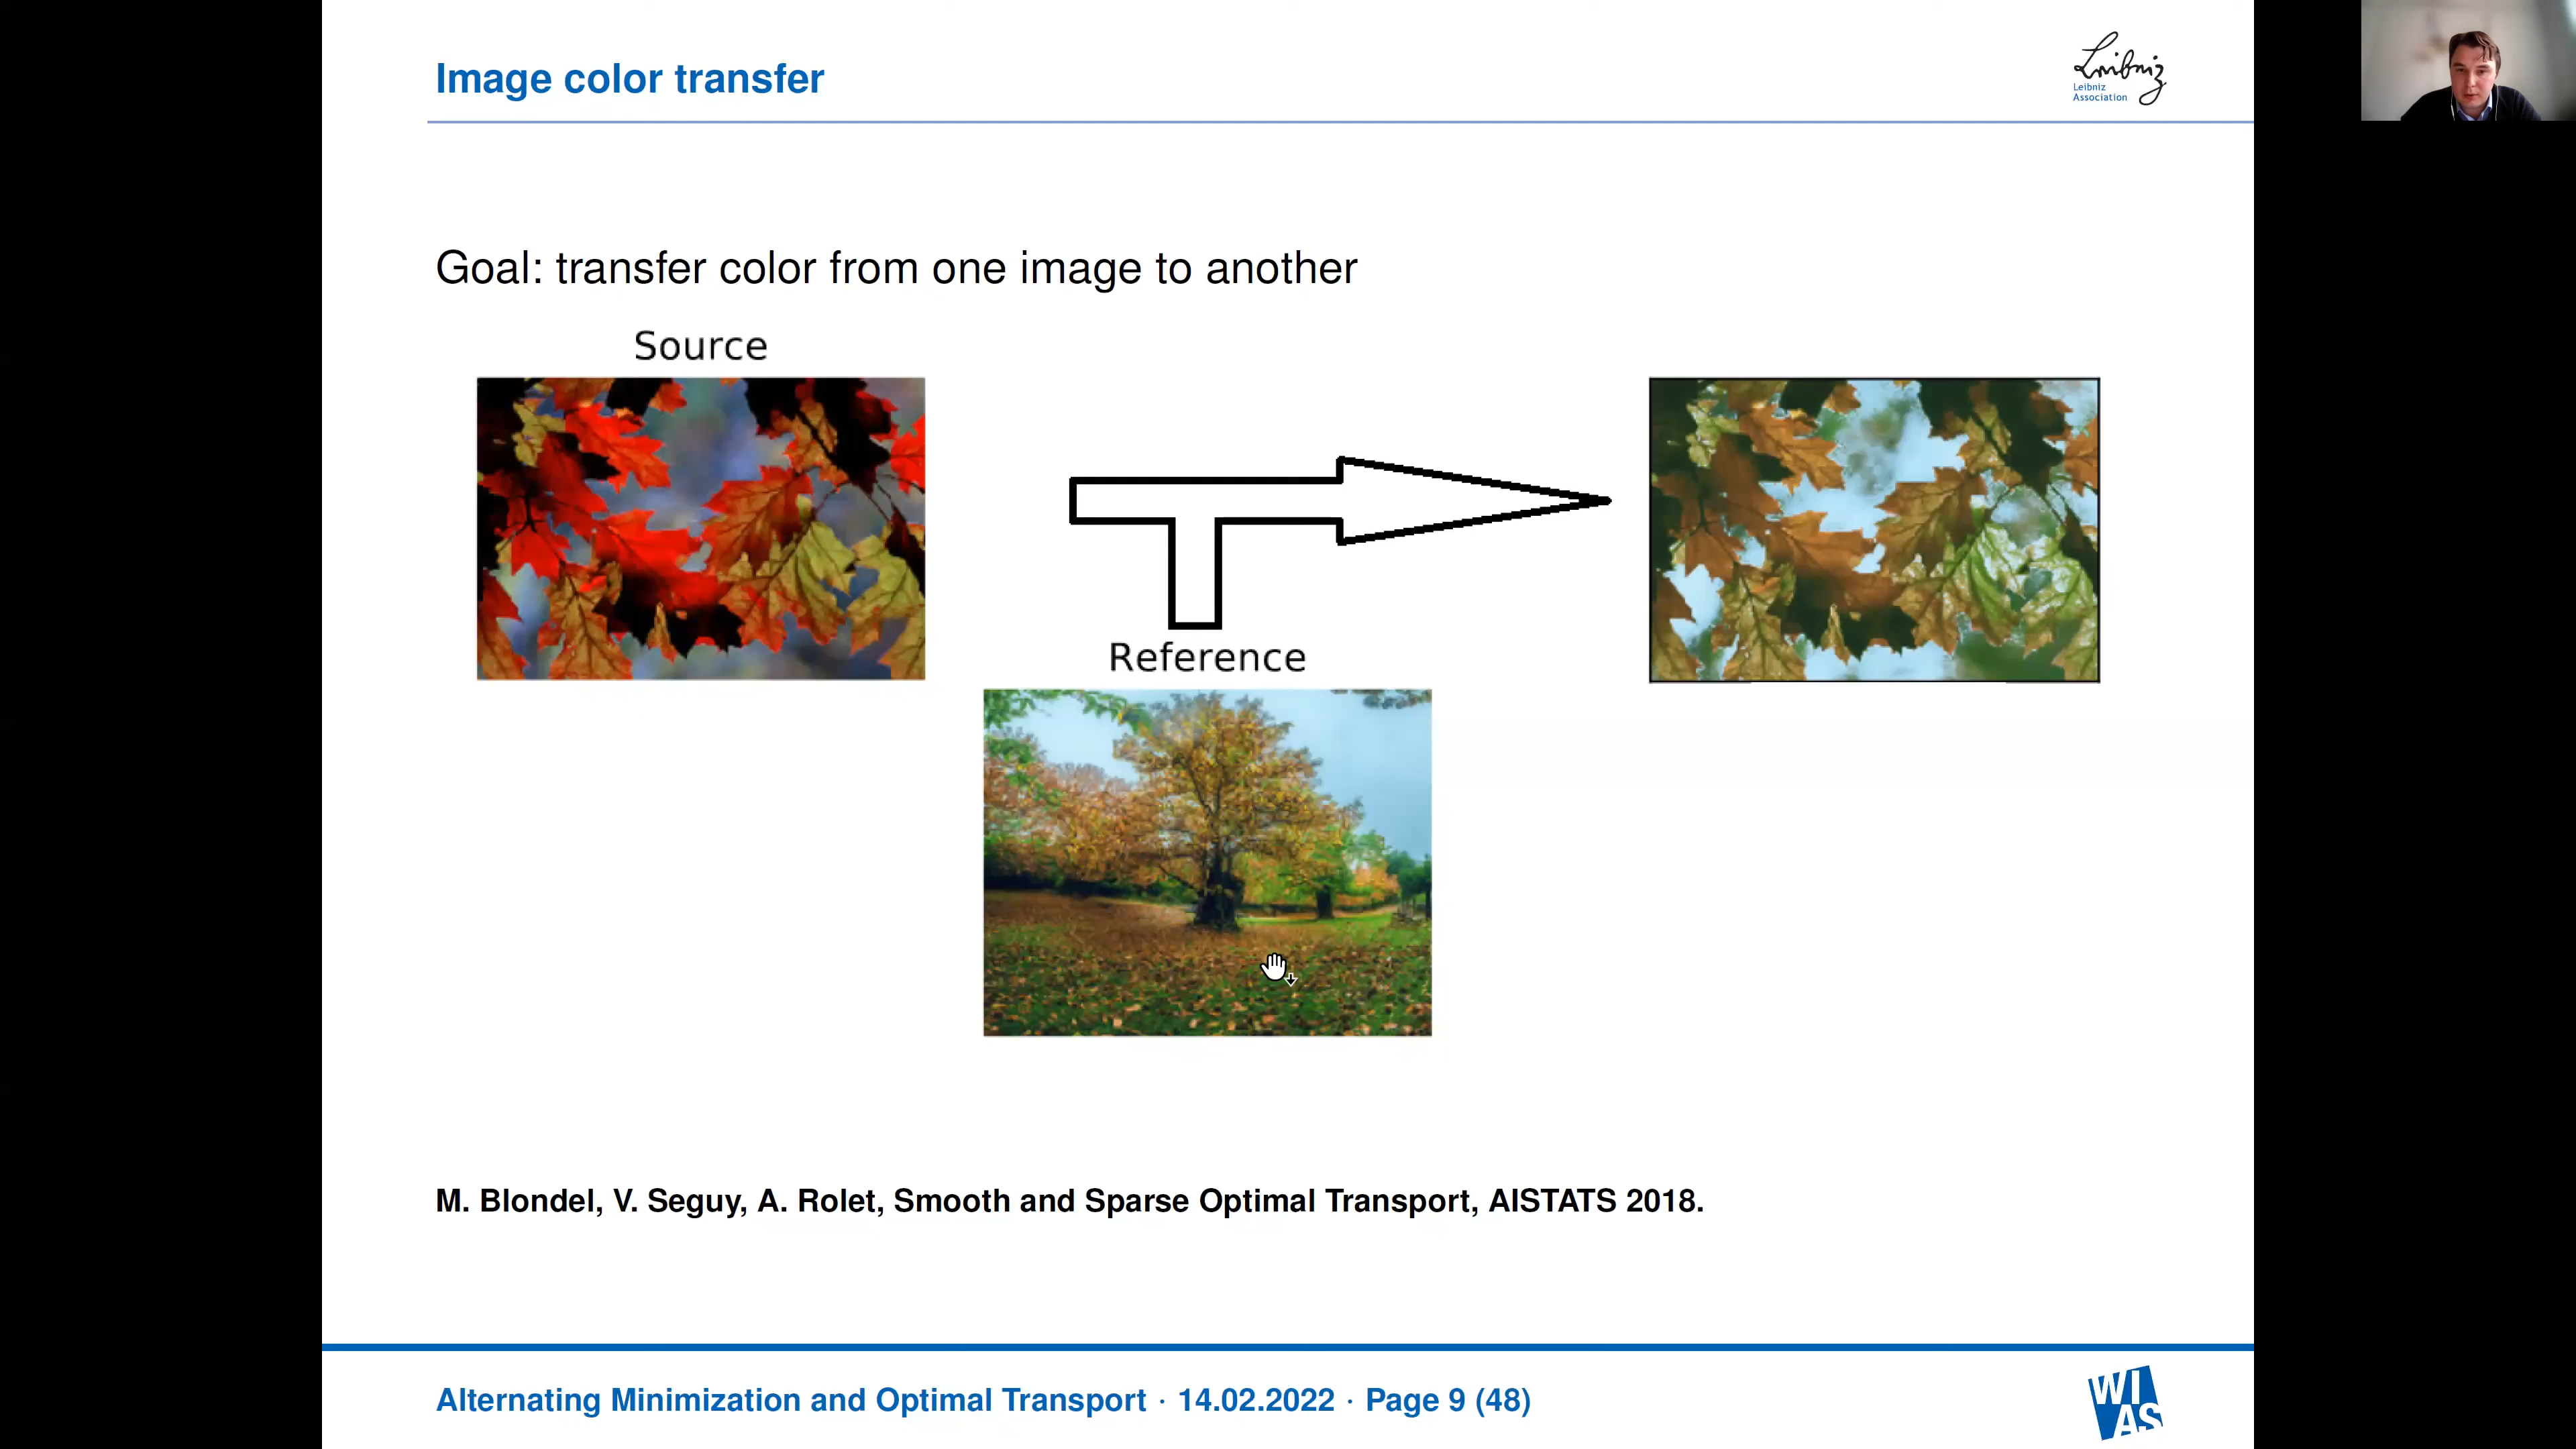 Image color transfer
Leibniz
Leibniz
Association
Goal: transfer color from one image to another
Source
Reference
M. Blondel, V. Seguy, A. Rolet, Smooth and Sparse Optimal Transport, AISTATS 2018.
Alternating Minimization and Optimal Transport · 14.02.2022 · Page 9 (48)
WI
AS